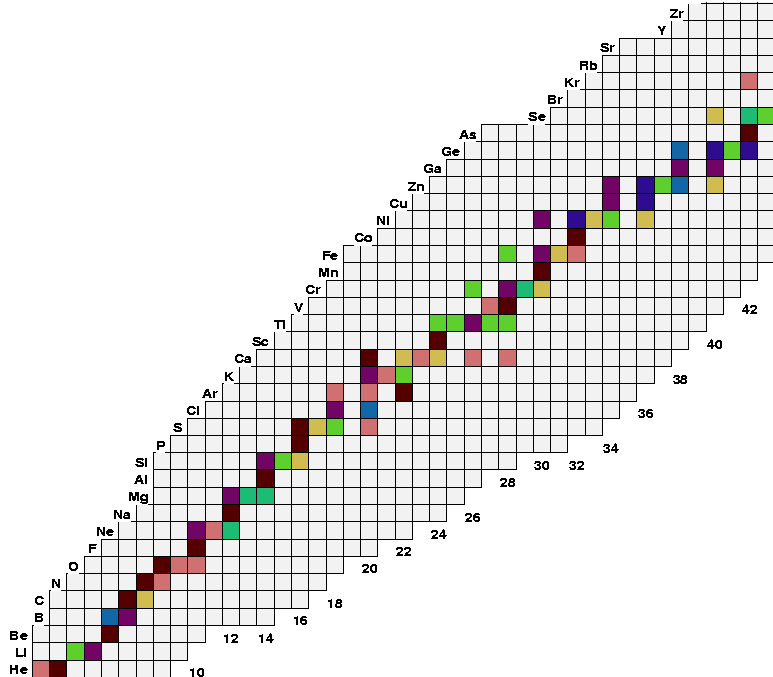 Zr
Y
Sr
Rb
Kr
Br
Se
As
Ge
Ga
Zn
Cu
NI
Co
Fe
Mn
Cr
V
TI
Sc
Ca
K
Ar
Cl
S
P
SI
Al
Mg
Na
Ne
F
O
N
C
B
Be
LI
He
42
40
38
36
34
30 32
28
26
24
22
20
18
16
12 14
10